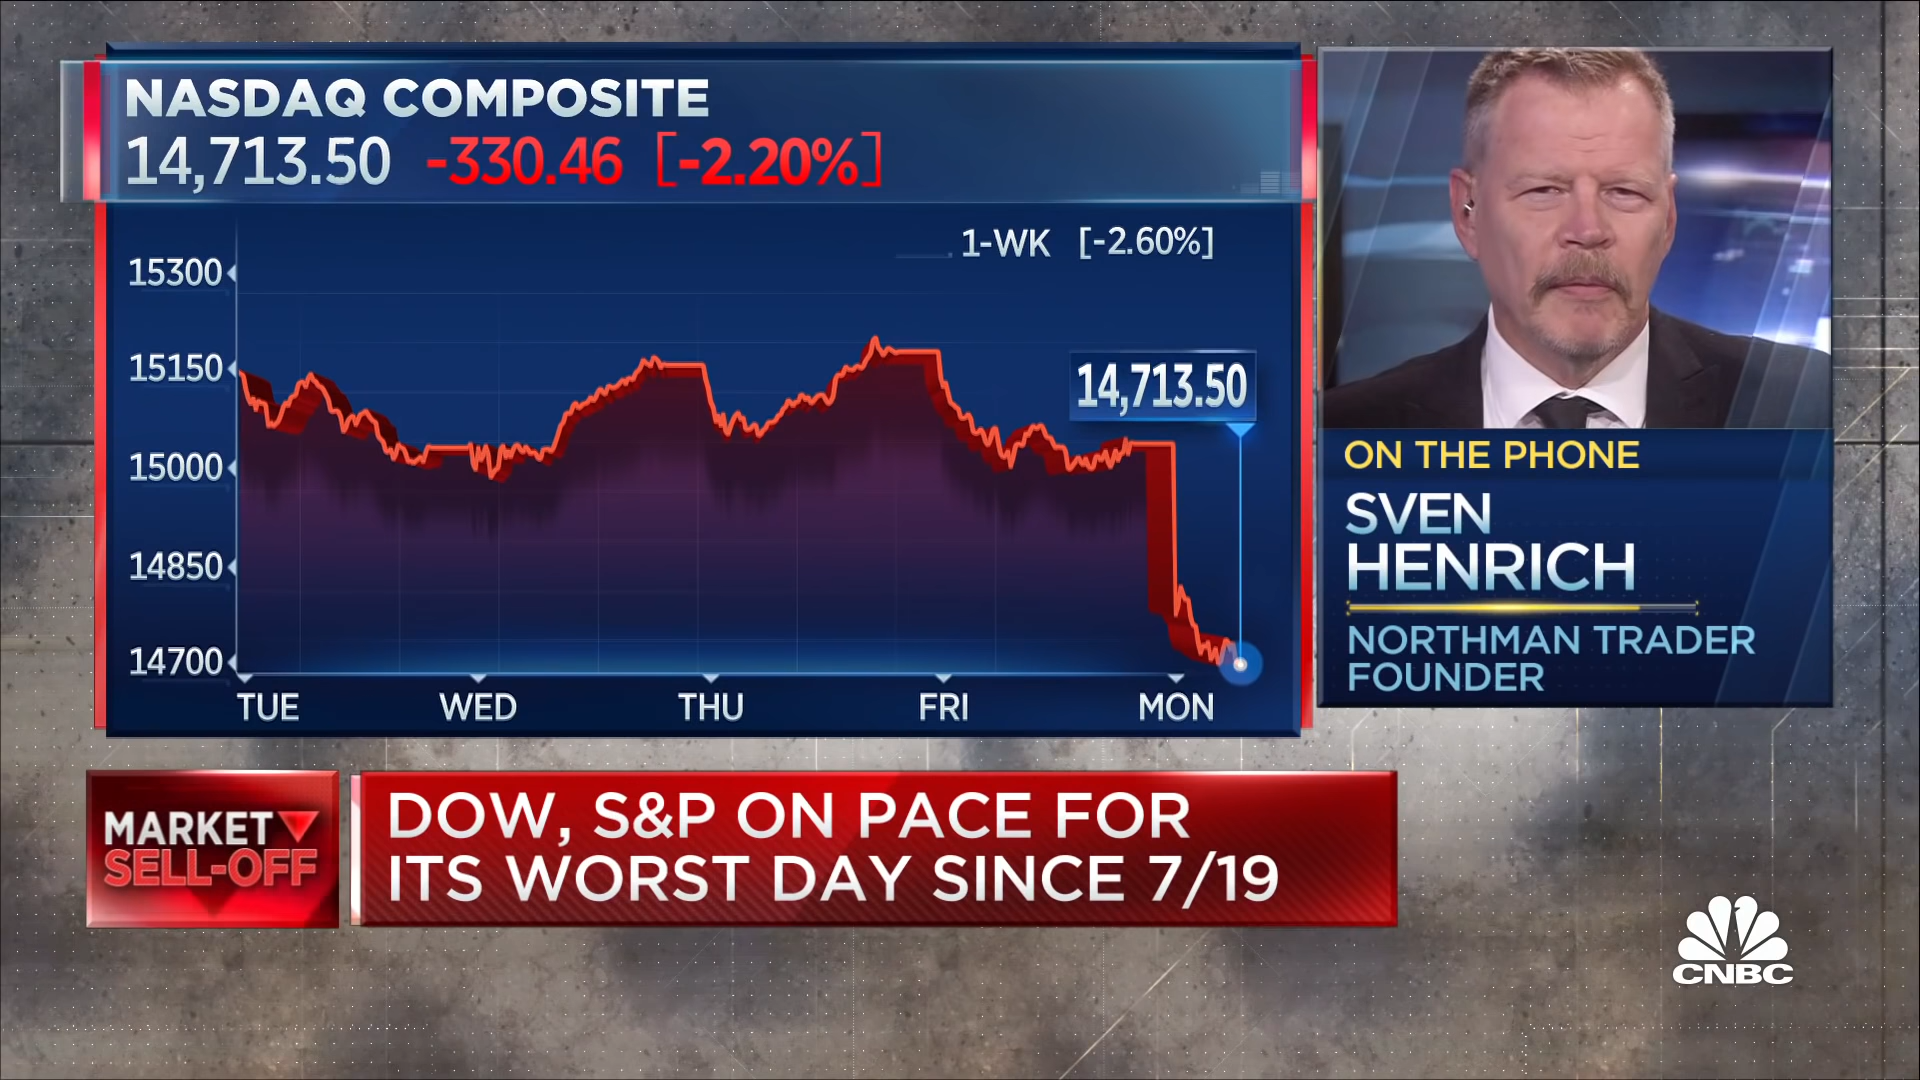 NASDAQ COMPOSITE
14,713.50 -330.46 [-2.20%]
1-WK [-2.60%]
15300
15150
15000
14850
14700
14,713.50
TUE WED THU FRI MON
ON THE PHONE
SVEN
HENRICH
NORTHMAN TRADER
FOUNDER
MARKET
SELL-OFF
DOW, S&P ON PACE FOR
ITS WORST DAY SINCE 7/19
CNBC